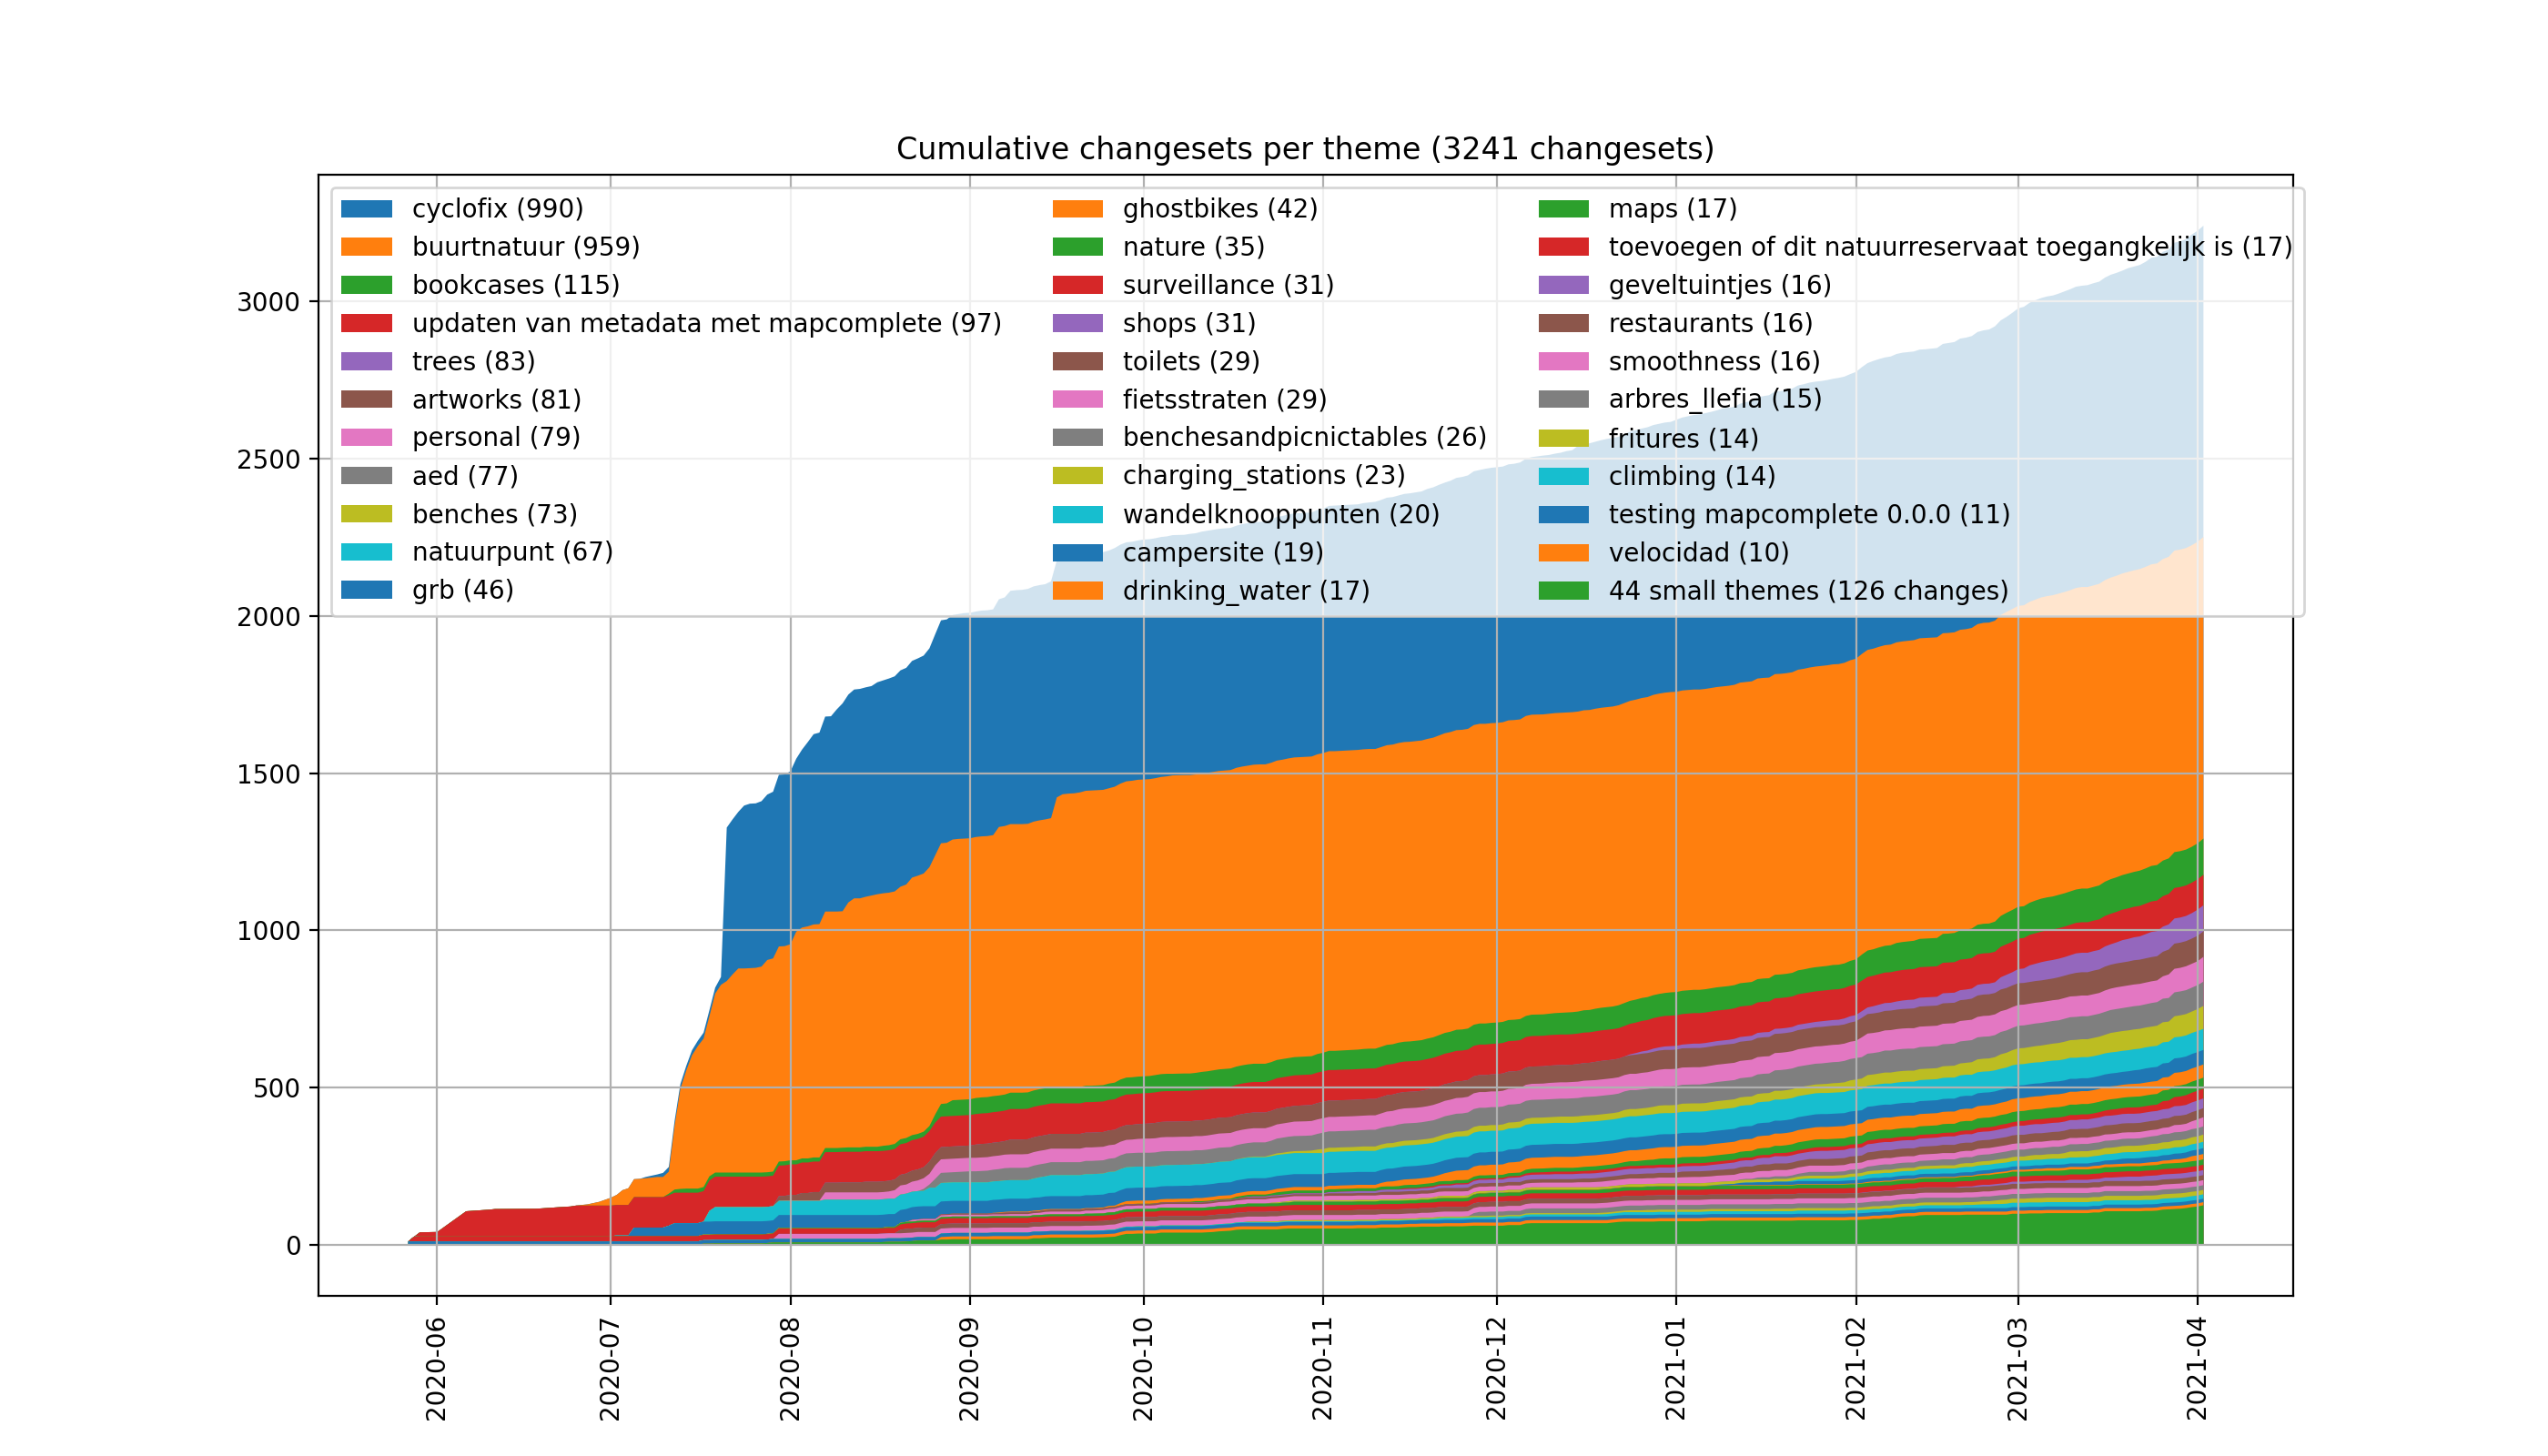 Cumulative changesets per theme (3241 changesets)
cyclofix (990)
buurtnatuur (959)
bookcases (115)
updaten van metadata met mapcomplete (97)
trees (83)
artworks (81)
personal (79)
aed (77)
benches (73)
natuurpunt (67)
grb (46)
ghostbikes (42)
nature (35)
surveillance (31)
shops (31)
toilets (29)
fietsstraten (29)
benchesandpicnictables (26)
charging_stations (23)
wandelknooppunten (20)
campersite (19)
drinking_water (17)
maps (17)
toevoegen of dit natuurreservaat toegangkelijk is (17)
geveltuintjes (16)
restaurants (16)
smoothness (16)
arbres_llefia (15)
fritures (14)
climbing (14)
testing mapcomplete 0.0.0 (11)
velocidad (10)
44 small themes (126 changes)
3000
2500
2000
1500
1000
500
0
2020-06
2020-07
2020-08
2020-09
2020-10
2020-11
2020-12
2021-01
2021-02
2021-03
2021-04